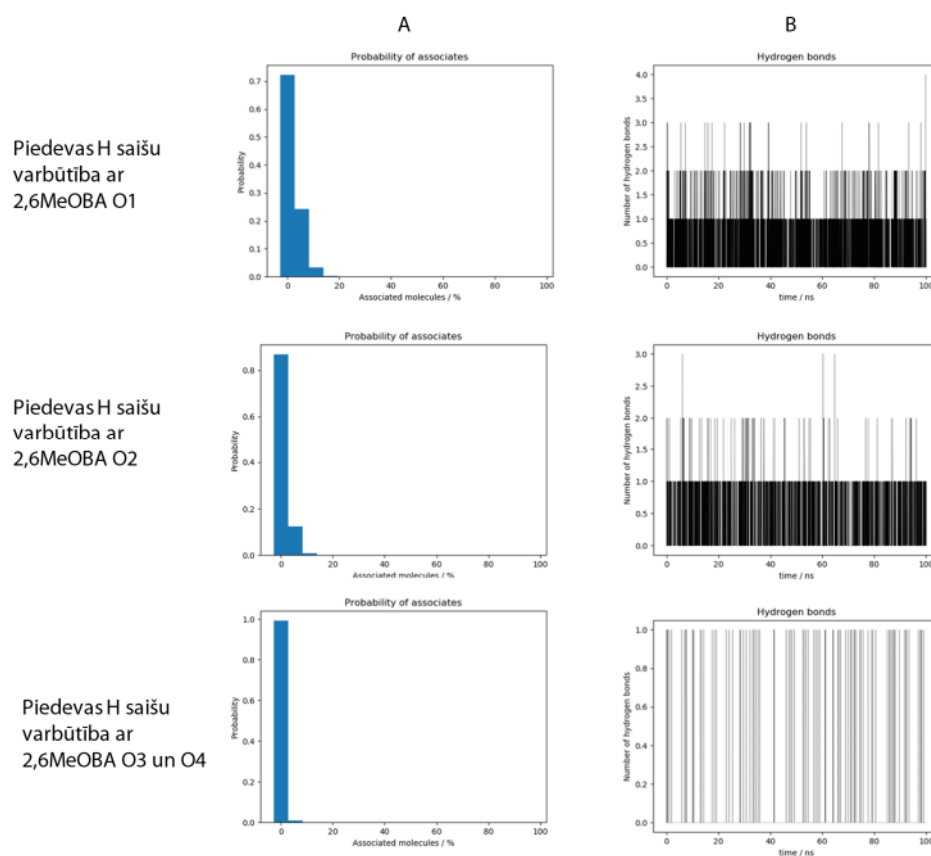 A
B
Piedevas H saišu
varbūtība ar
2,6MeOBA O1
Probability of associates
Probability
0.7
0.6
0.5
0.4
0.3
0.2
0.1
0.0
0 20 40 60 80 100
Associated molecules / %
Hydrogen bonds
Number of hydrogen bonds
4.0
3.5
3.0
2.5
2.0
1.5
1.0
0.5
0.0
0 20 40 60 80 100
time / ns
Piedevas H saišu
varbūtība ar
2,6MeOBA O2
Probability of associates
Probability
0.8
0.6
0.4
0.2
0.0
0 20 40 60 80 100
Associated molecules / %
Hydrogen bonds
Number of hydrogen bonds
3.0
2.5
2.0
1.5
1.0
0.5
0.0
0 20 40 60 80 100
time / ns
Piedevas H saišu
varbūtība ar
2,6MeOBA O3 un O4
Probability of associates
Probability
1.0
0.8
0.6
0.4
0.2
0.0
0 20 40 60 80 100
Associated molecules / %
Hydrogen bonds
Number of hydrogen bonds
1.0
0.8
0.6
0.4
0.2
0.0
0 20 40 60 80 100
time / ns